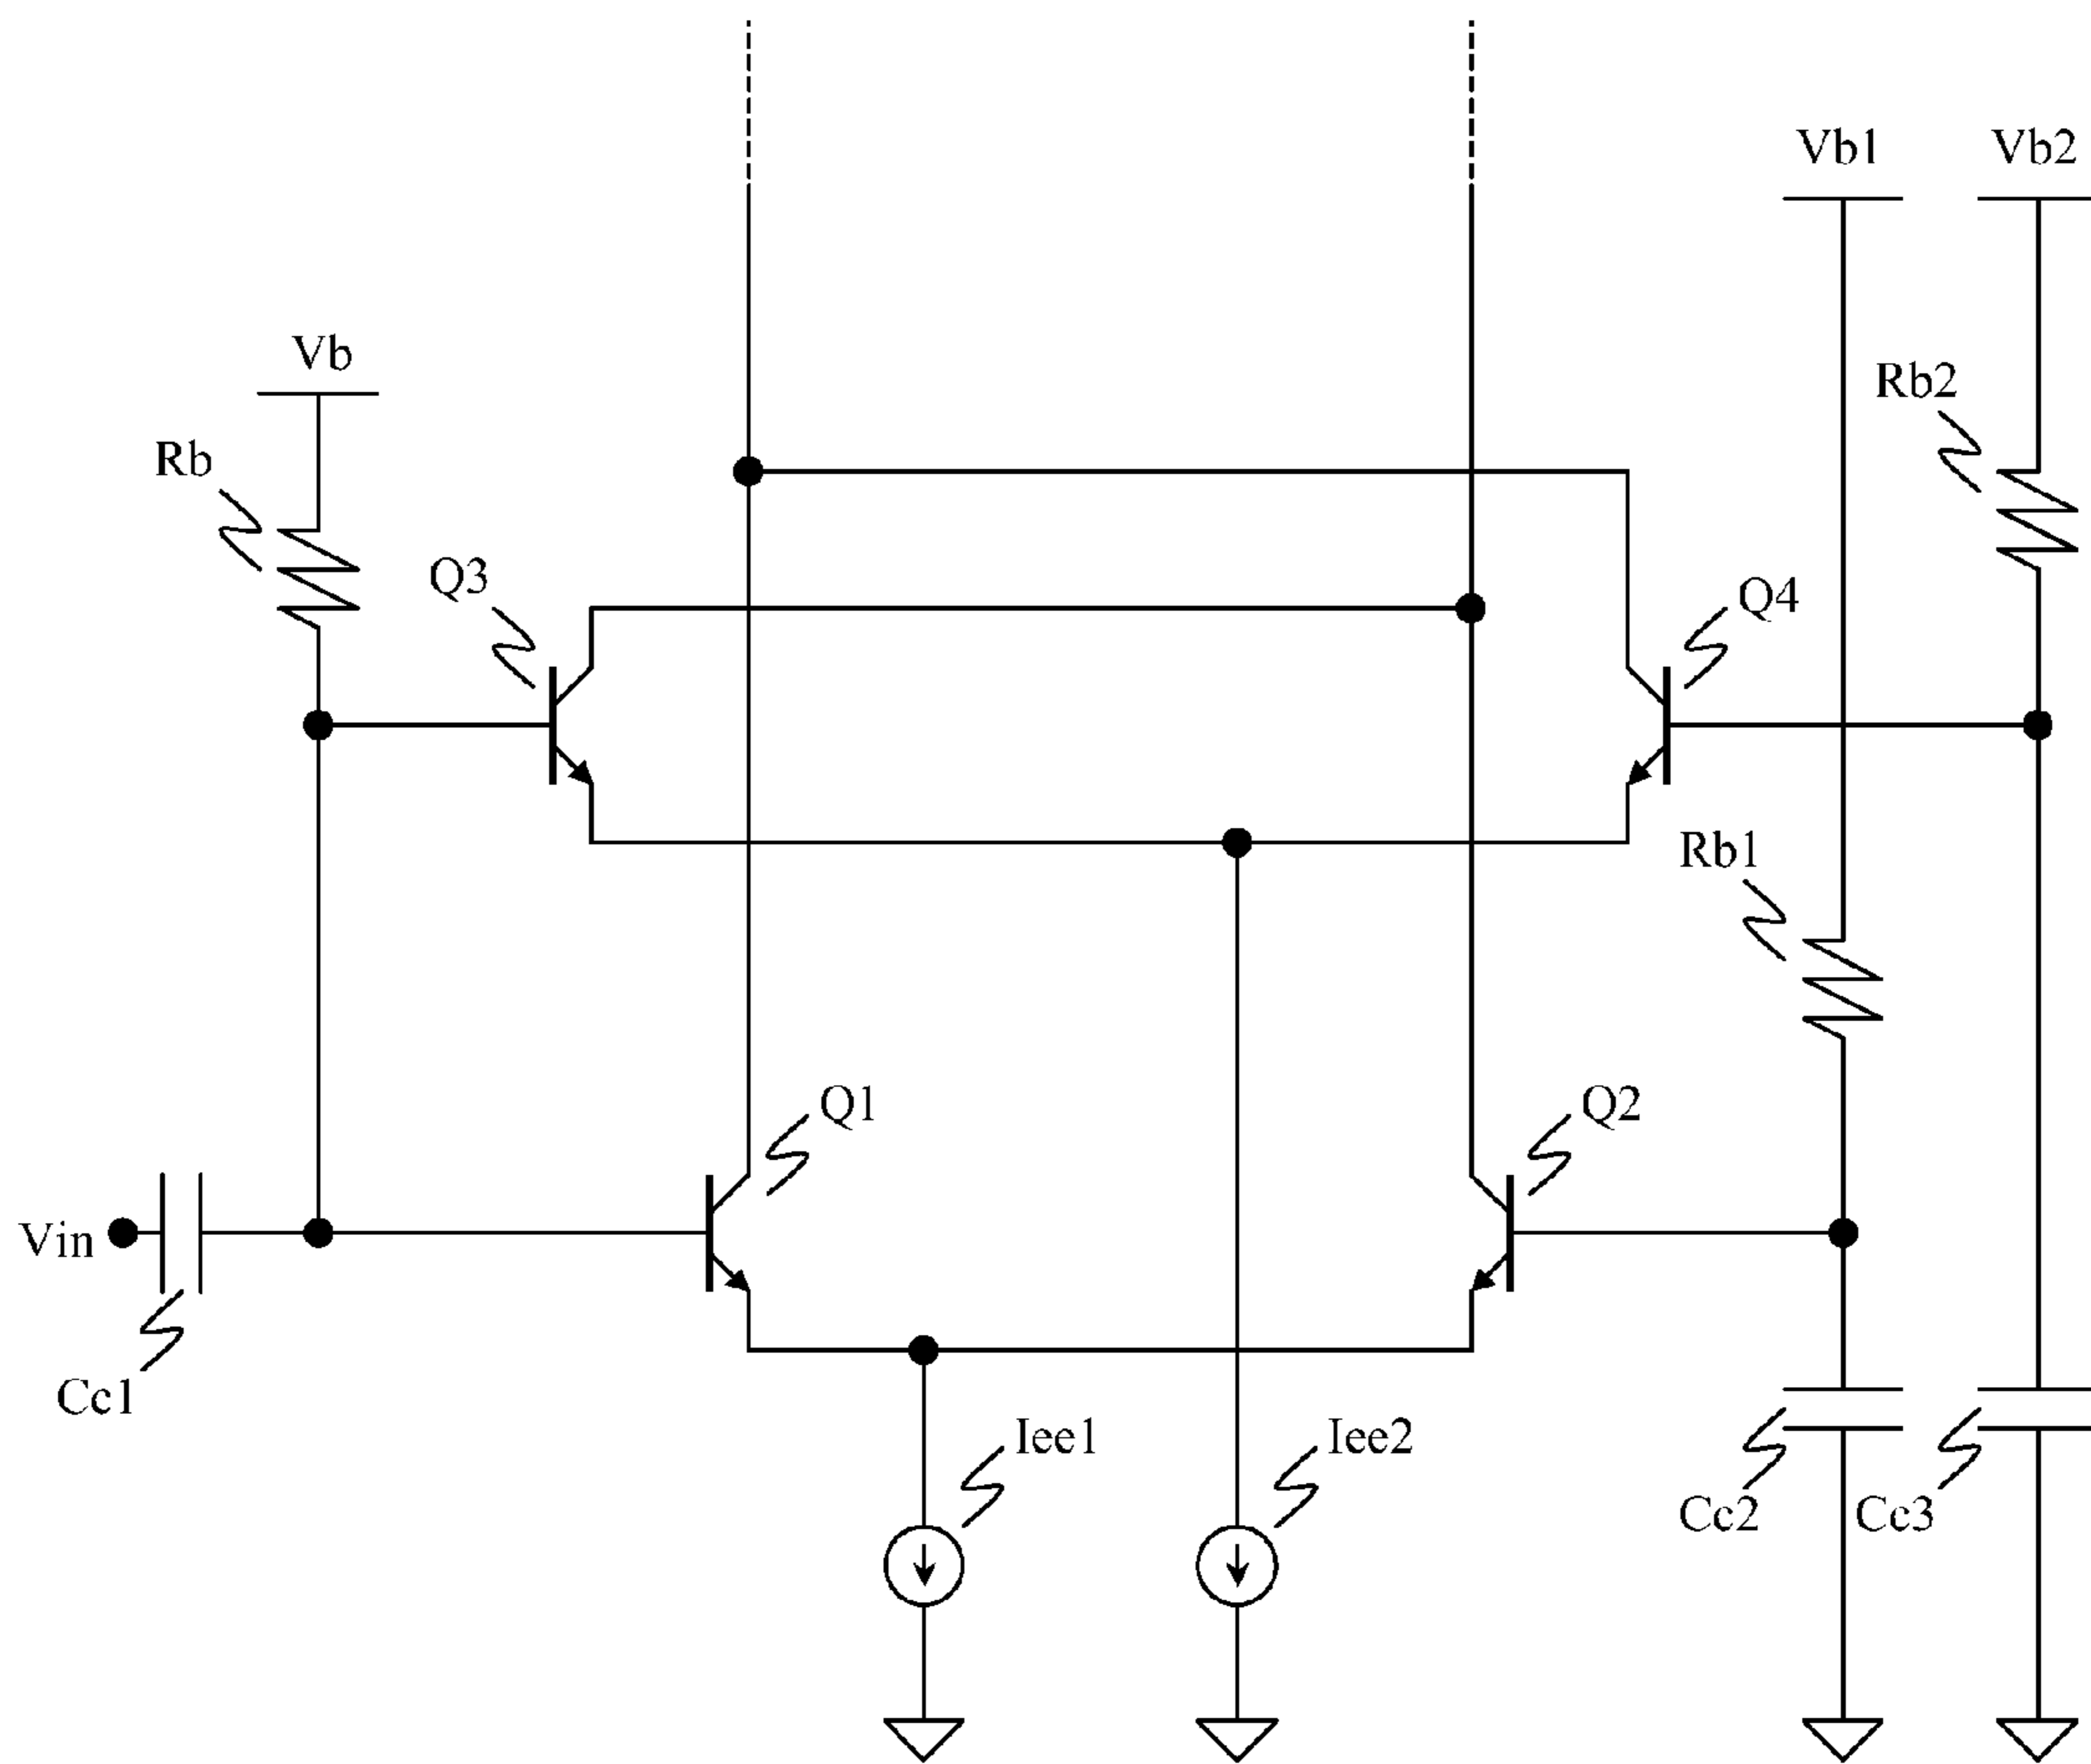 Vb1
Vb2
Vb
Rb2
Rb
Q3
Q4
Rb1
Q1
Q2
Vin
Cc1
Iee1
Iee2
Cc2
Cc3